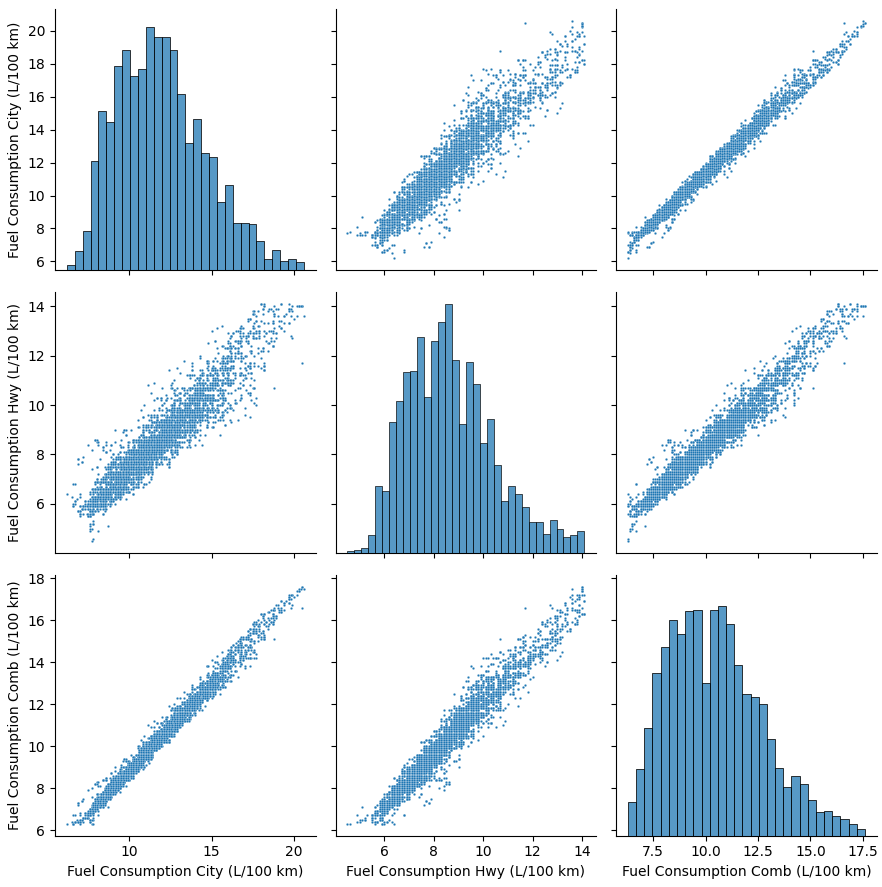 Fuel Consumption City (L/100 km)
20
18
16
14
12
10
8
6
Fuel Consumption Hwy (L/100 km)
14
12
10
8
6
Fuel Consumption Comb (L/100 km)
18
16
14
12
10
8
6
10 15 20
6 8 10 12 14
7.5 10.0 12.5 15.0 17.5
Fuel Consumption City (L/100 km)
Fuel Consumption Hwy (L/100 km)
Fuel Consumption Comb (L/100 km)